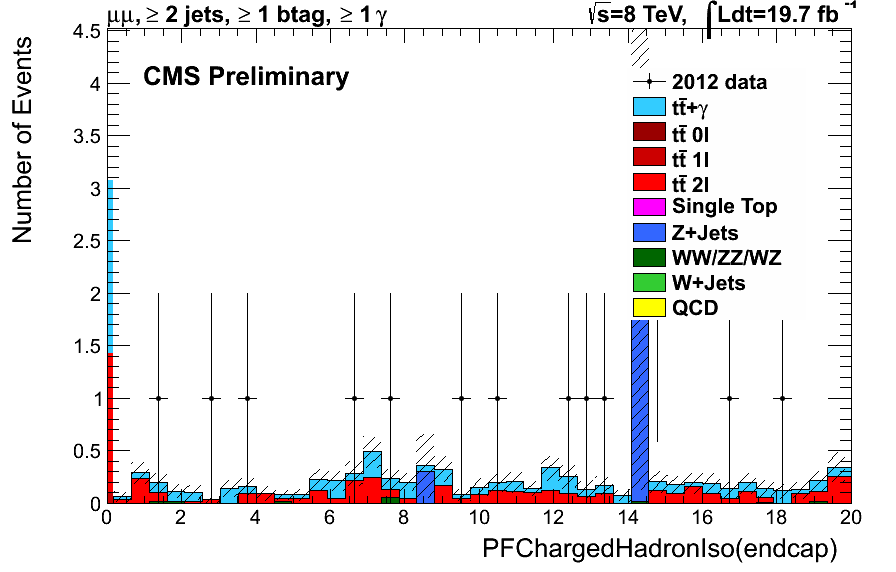 μμ, ≥ 2 jets, ≥ 1 btag, ≥ 1 γ
√s=8 TeV, ∫Ldt=19.7 fb⁻¹
CMS Preliminary
2012 data
tt̄+γ
tt̄ 0l
tt̄ 1l
tt̄ 2l
Single Top
Z+Jets
WW/ZZ/WZ
W+Jets
QCD
Number of Events
4.5
4
3.5
3
2.5
2
1.5
1
0.5
0
0 2 4 6 8 10 12 14 16 18 20
PFChargedHadronIso(endcap)